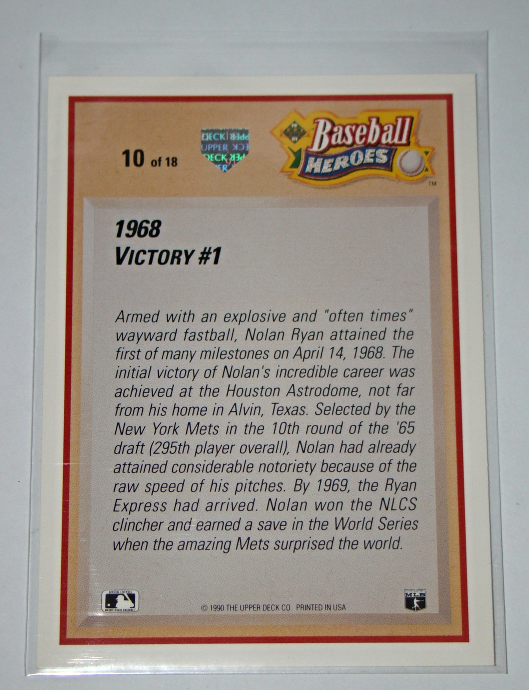 10 of 18
UPPER DECK
Baseball
HEROES
TM
1968
VICTORY #1
Armed with an explosive and "often times"
wayward fastball, Nolan Ryan attained the
first of many milestones on April 14, 1968. The
initial victory of Nolan's incredible career was
achieved at the Houston Astrodome, not far
from his home in Alvin, Texas. Selected by the
New York Mets in the 10th round of the '65
draft (295th player overall), Nolan had already
attained considerable notoriety because of the
raw speed of his pitches. By 1969, the Ryan
Express had arrived. Nolan won the NLCS
clincher and earned a save in the World Series
when the amazing Mets surprised the world.
© 1990 THE UPPER DECK CO. PRINTED IN USA